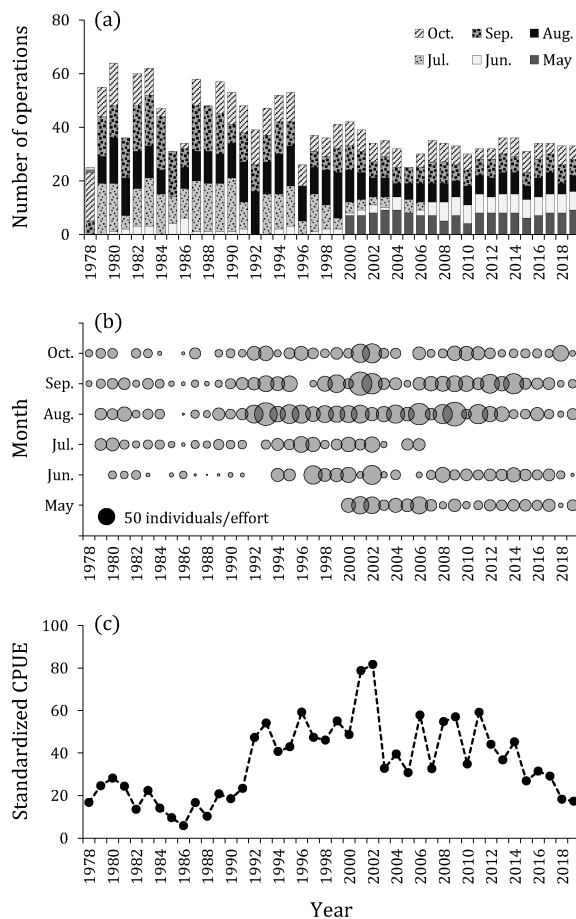 (a)
Number of operations
80
60
40
20
0
Oct. Sep. Aug.
Jul. Jun. May
1978 1980 1982 1984 1986 1988 1990 1992 1994 1996 1998 2000 2002 2004 2006 2008 2010 2012 2014 2016 2018
(b)
Month
Oct.
Sep.
Aug.
Jul.
Jun.
May
50 individuals/effort
1978 1980 1982 1984 1986 1988 1990 1992 1994 1996 1998 2000 2002 2004 2006 2008 2010 2012 2014 2016 2018
(c)
Standardized CPUE
100
80
60
40
20
0
1978 1980 1982 1984 1986 1988 1990 1992 1994 1996 1998 2000 2002 2004 2006 2008 2010 2012 2014 2016 2018
Year